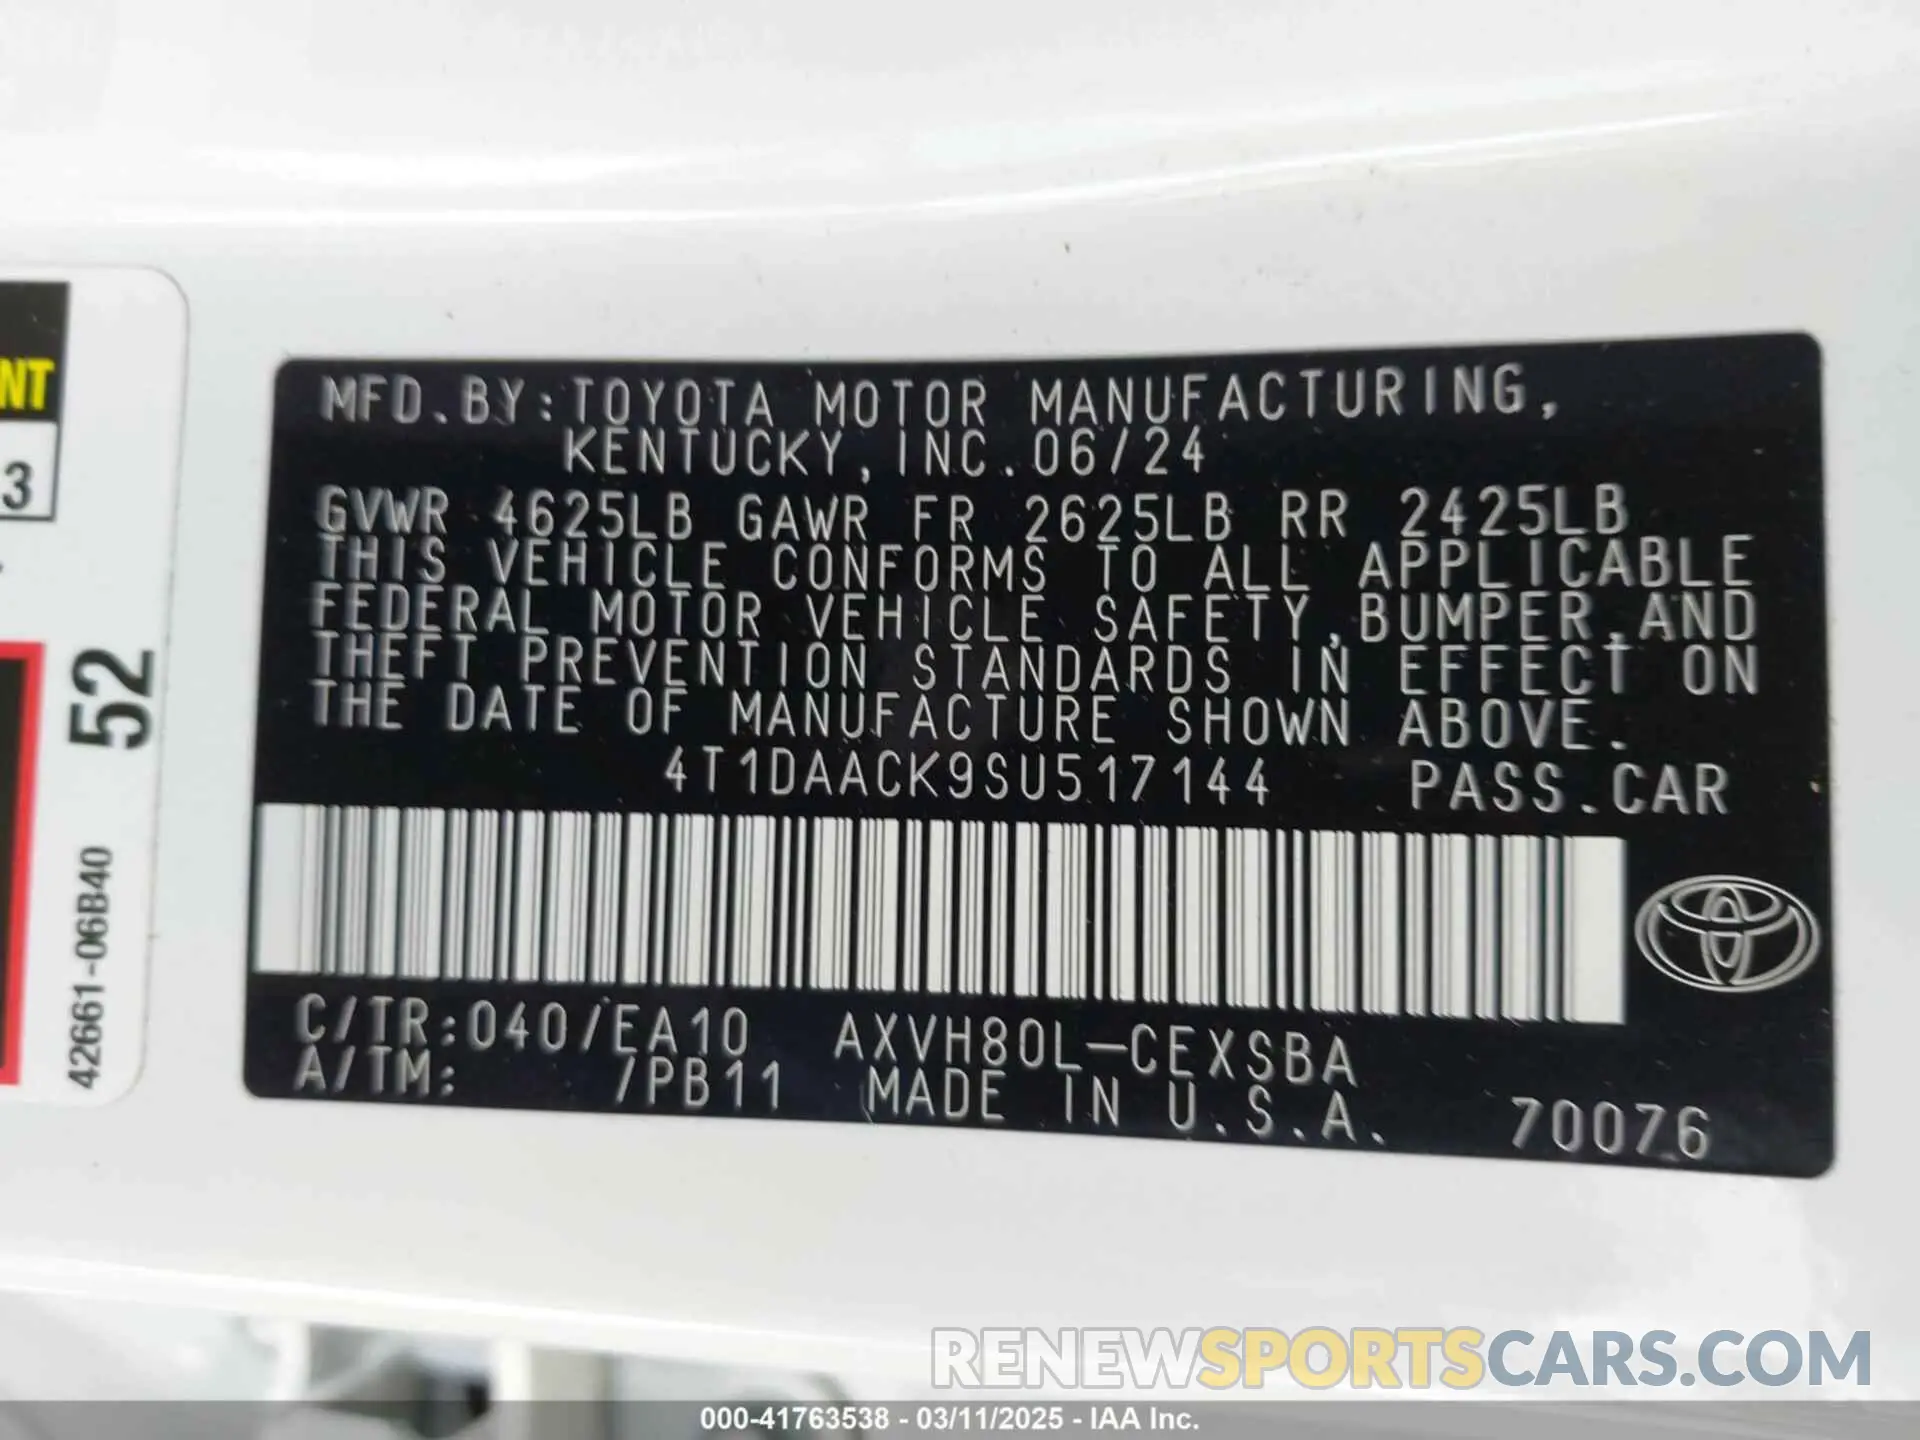 NT
3
52
42661-06B40
MFD.BY:TOYOTA MOTOR MANUFACTURING,
KENTUCKY,INC.06/24
GVWR 4625LB GAWR FR 2625LB RR 2425LB
THIS VEHICLE CONFORMS TO ALL APPLICABLE
FEDERAL MOTOR VEHICLE SAFETY,BUMPER,AND
THEFT PREVENTION STANDARDS IN EFFECT ON
THE DATE OF MANUFACTURE SHOWN ABOVE.
4T1DAACK9SU517144 PASS.CAR
C/TR:040/EA10 AXVH80L-CEXSBA
A/TM: /PB11 MADE IN U.S.A. 70076
RENEWSPORTSCARS.COM
000-41763538 - 03/11/2025 - IAA Inc.